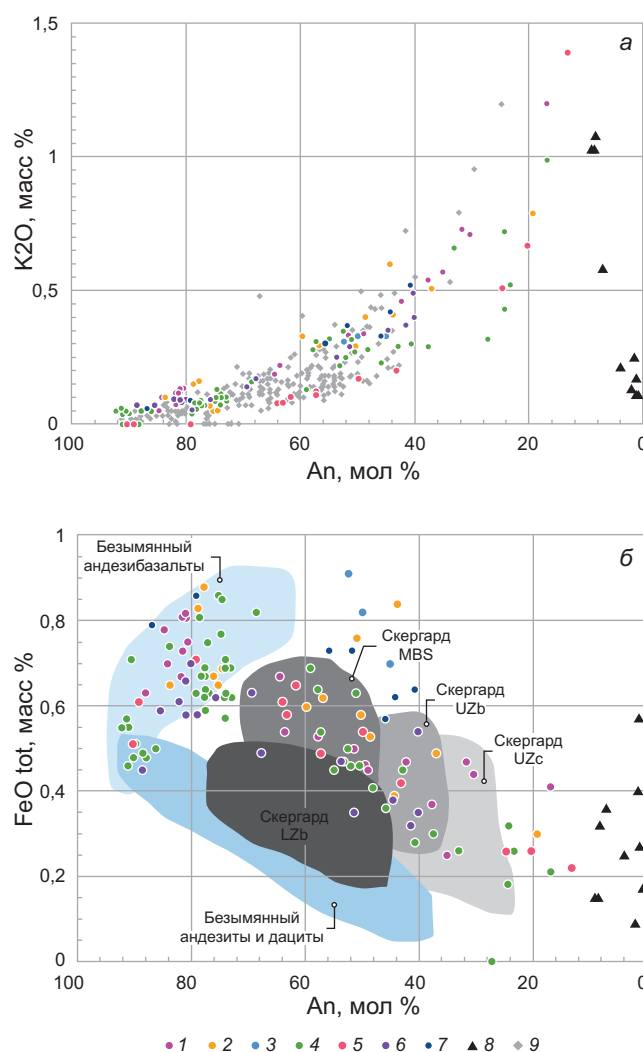 а
K2O, масс %
1,5
1
0,5
0
100
80
60
40
20
0
An, мол %
б
FeO tot, масс %
1
0,8
0,6
0,4
0,2
0
Безымянный
андезибазальты
Скергард
MBS
Скергард
UZb
Скергард
UZc
Скергард
LZb
Безымянный
андезиты и дациты
100
80
60
40
20
0
An, мол %
1 2 3 4 5 6 7 8 9